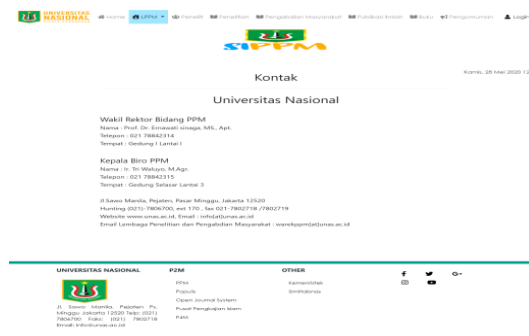 UNIVERSITAS NASIONAL
Home LPPM Peneliti Penelitian Pengabdian Masyarakat Publikasi Ilmiah Buku Pengumuman Login
SIPPM
Kamis, 28 Mei 2020 12
Kontak
Universitas Nasional
Wakil Rektor Bidang PPM
Nama : Prof. Dr. Ernawati sinaga, MS., Apt.
Telepon : 021 78842314
Tempat : Gedung I Lantai I
Kepala Biro PPM
Nama : Ir. Tri Waluyo, M.Agr.
Telepon : 021 78842315
Tempat : Gedung Selasar Lantai 3
Jl.Sawo Manila, Pejaten, Pasar Minggu, Jakarta 12520
Hunting (021)-7806700, ext 170 , fax 021-7802718 /7802719
Website www.unas.ac.id, Email : info[at]unas.ac.id
Email Lembaga Penelitian dan Pengabdian Masyarakat : warekppm[at]unas.ac.id
UNIVERSITAS NASIONAL
Jl. Sawo Manila, Pejaten Ps. Minggu Jakarta 12520 Telp: (021) 7806700 Faks: (021) 7802718
Email: info@unas.ac.id
P2M
PPM
Populis
Open Journal System
Pusat Pengkajian Islam
P4M
OTHER
Kemenristek
Simlitabmas